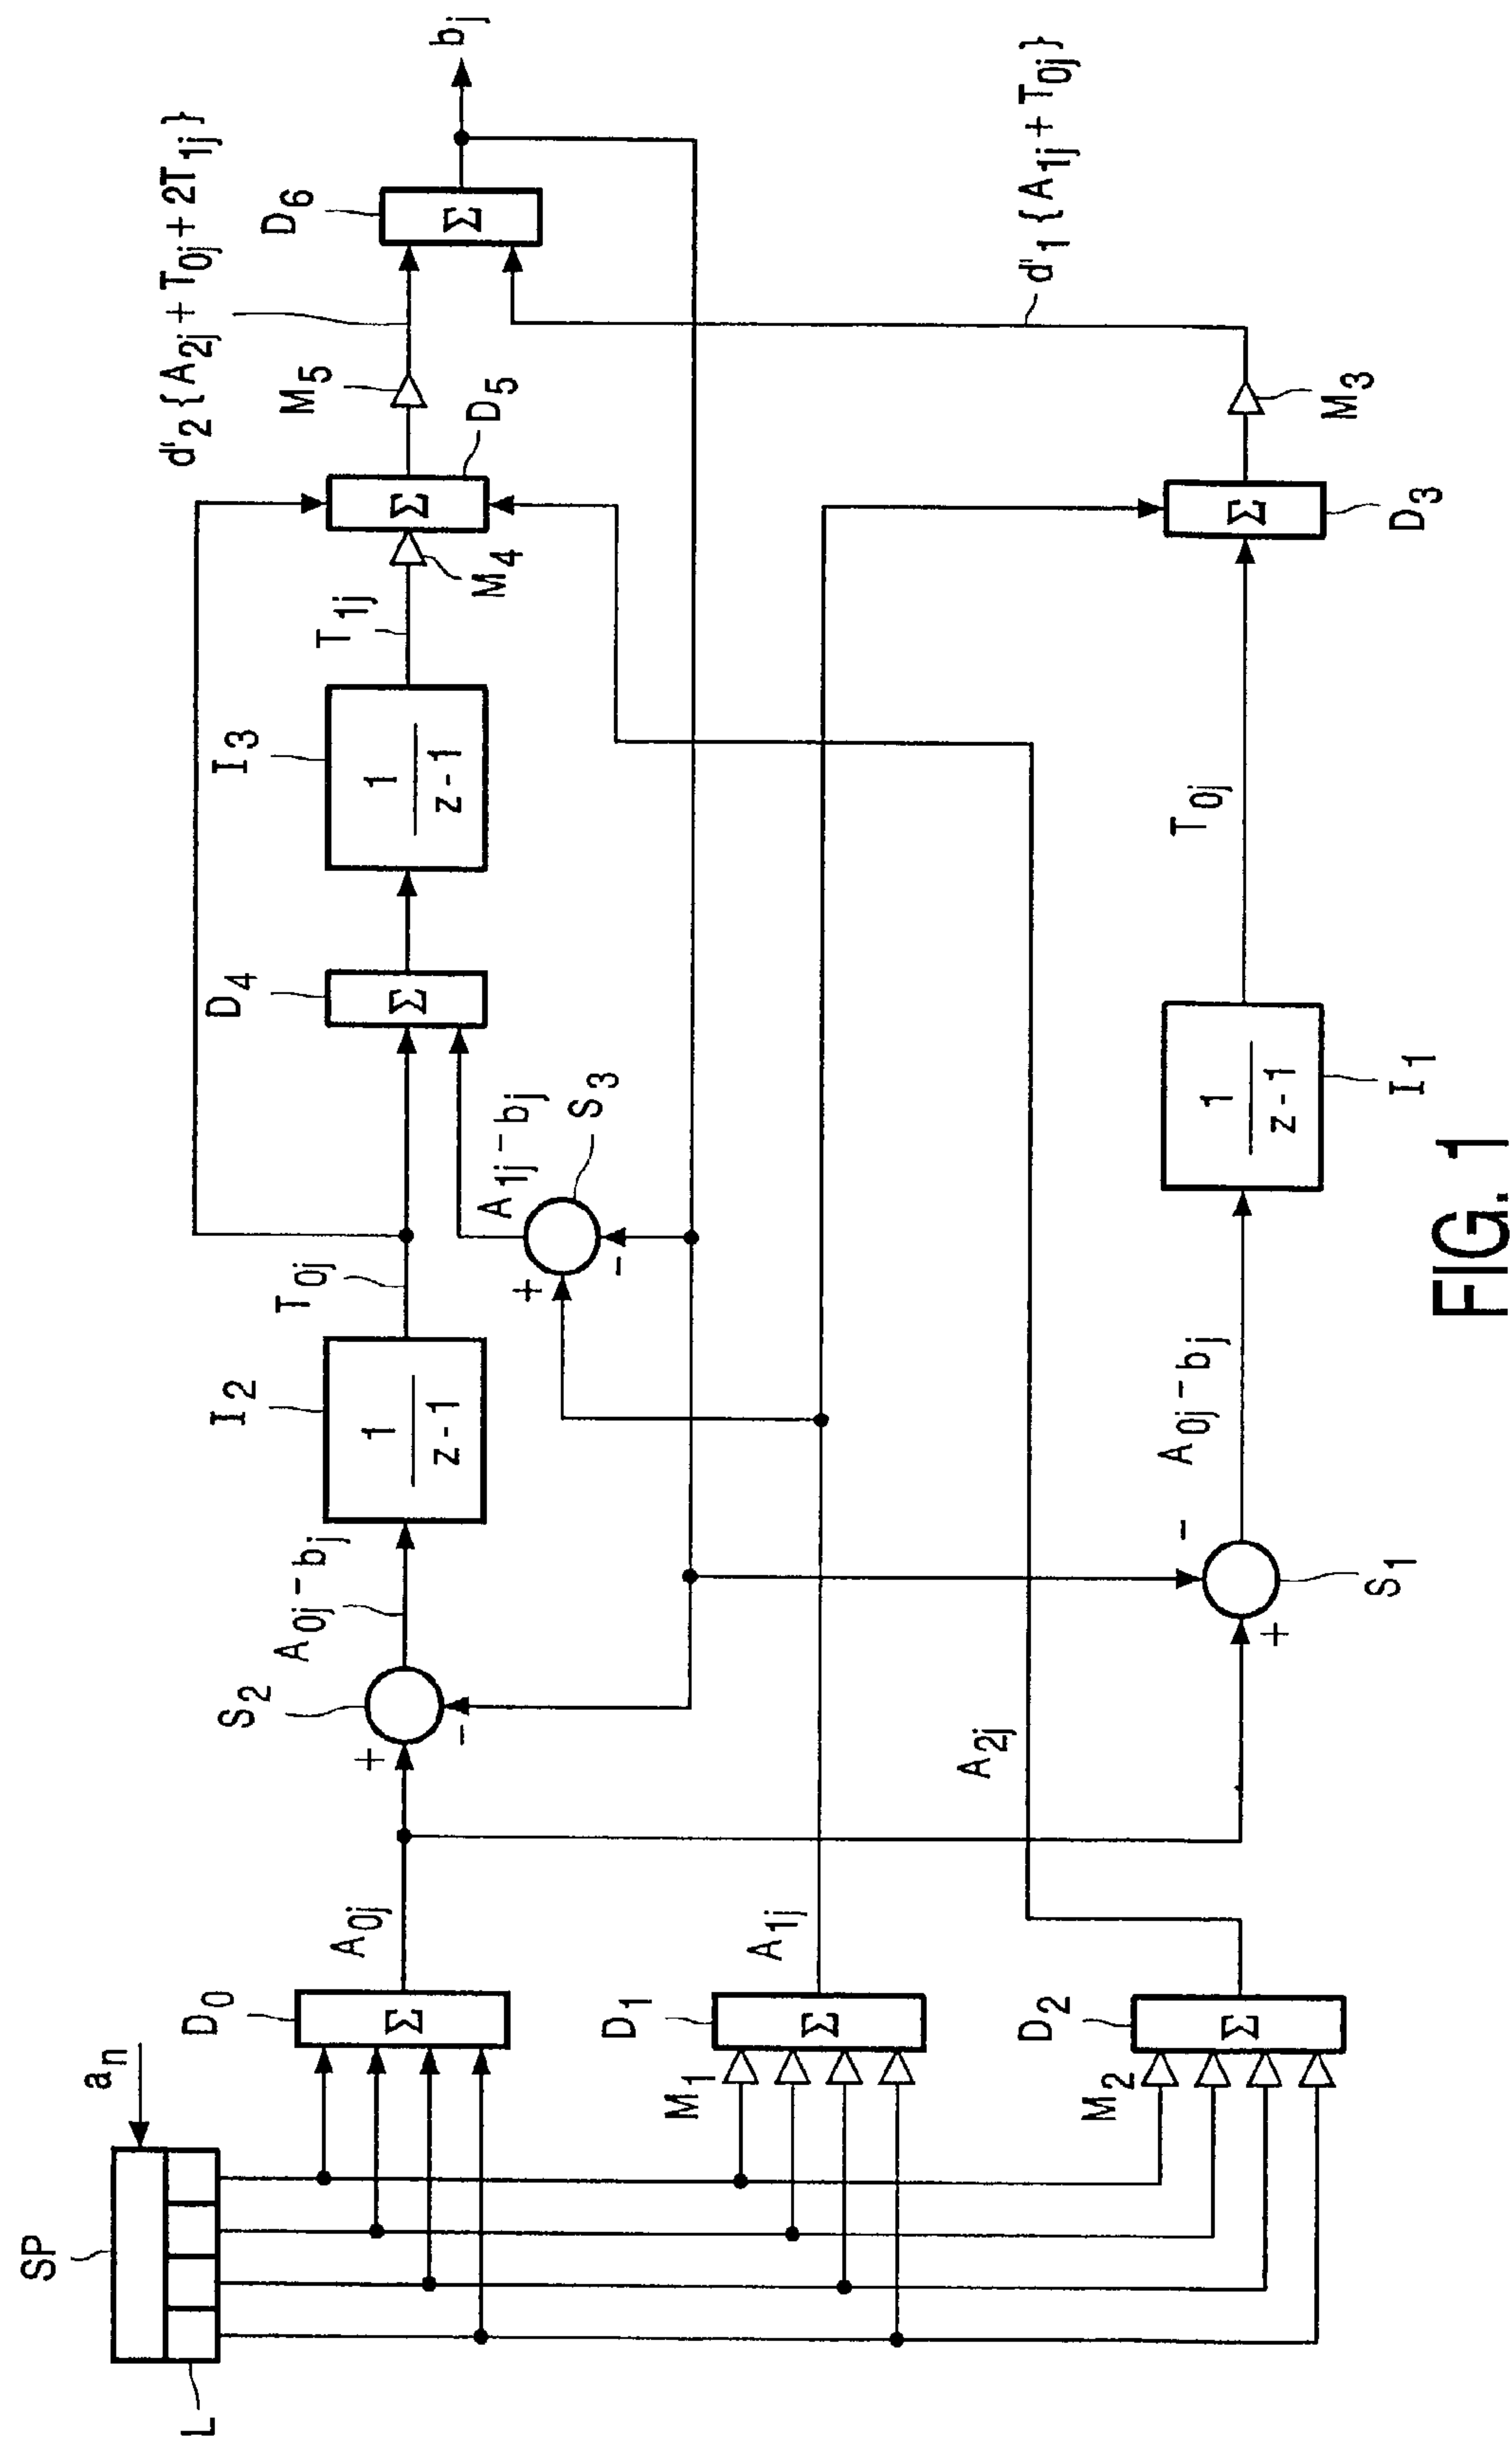 SP
a_n
L
D_0
Σ
A_0j
S_2
+
-
A_0j - b_j
I_2
1
z - 1
T_0j
D_4
Σ
I_3
1
z - 1
T_1j
M_4
Σ
D_5
M_5
d'_2 { A_2j + T_0j + 2T_1j }
D_6
Σ
b_j
M_1
D_1
Σ
A_1j
+
-
S_3
A_1j - b_j
M_2
D_2
Σ
A_2j
+
-
S_1
A_0j - b_j
1
z - 1
I_1
T_0j
Σ
D_3
M_3
d'_1 { A_1j + T_0j }
FIG. 1